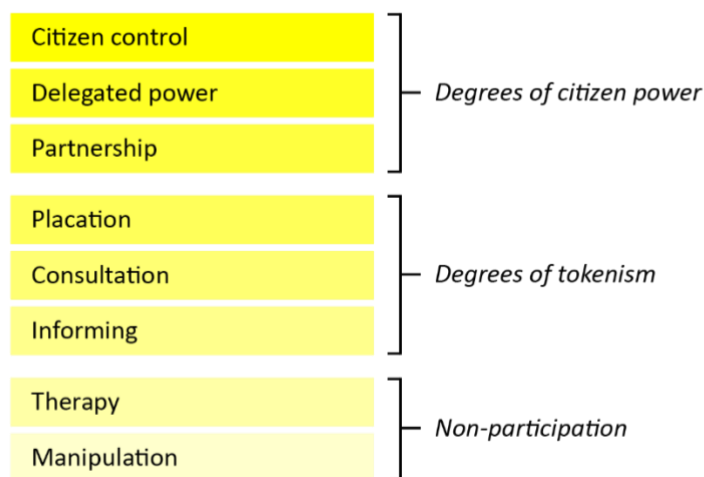 Citizen control
Delegated power
Degrees of citizen power
Partnership
Placation
Consultation
Degrees of tokenism
Informing
Therapy
Non-participation
Manipulation